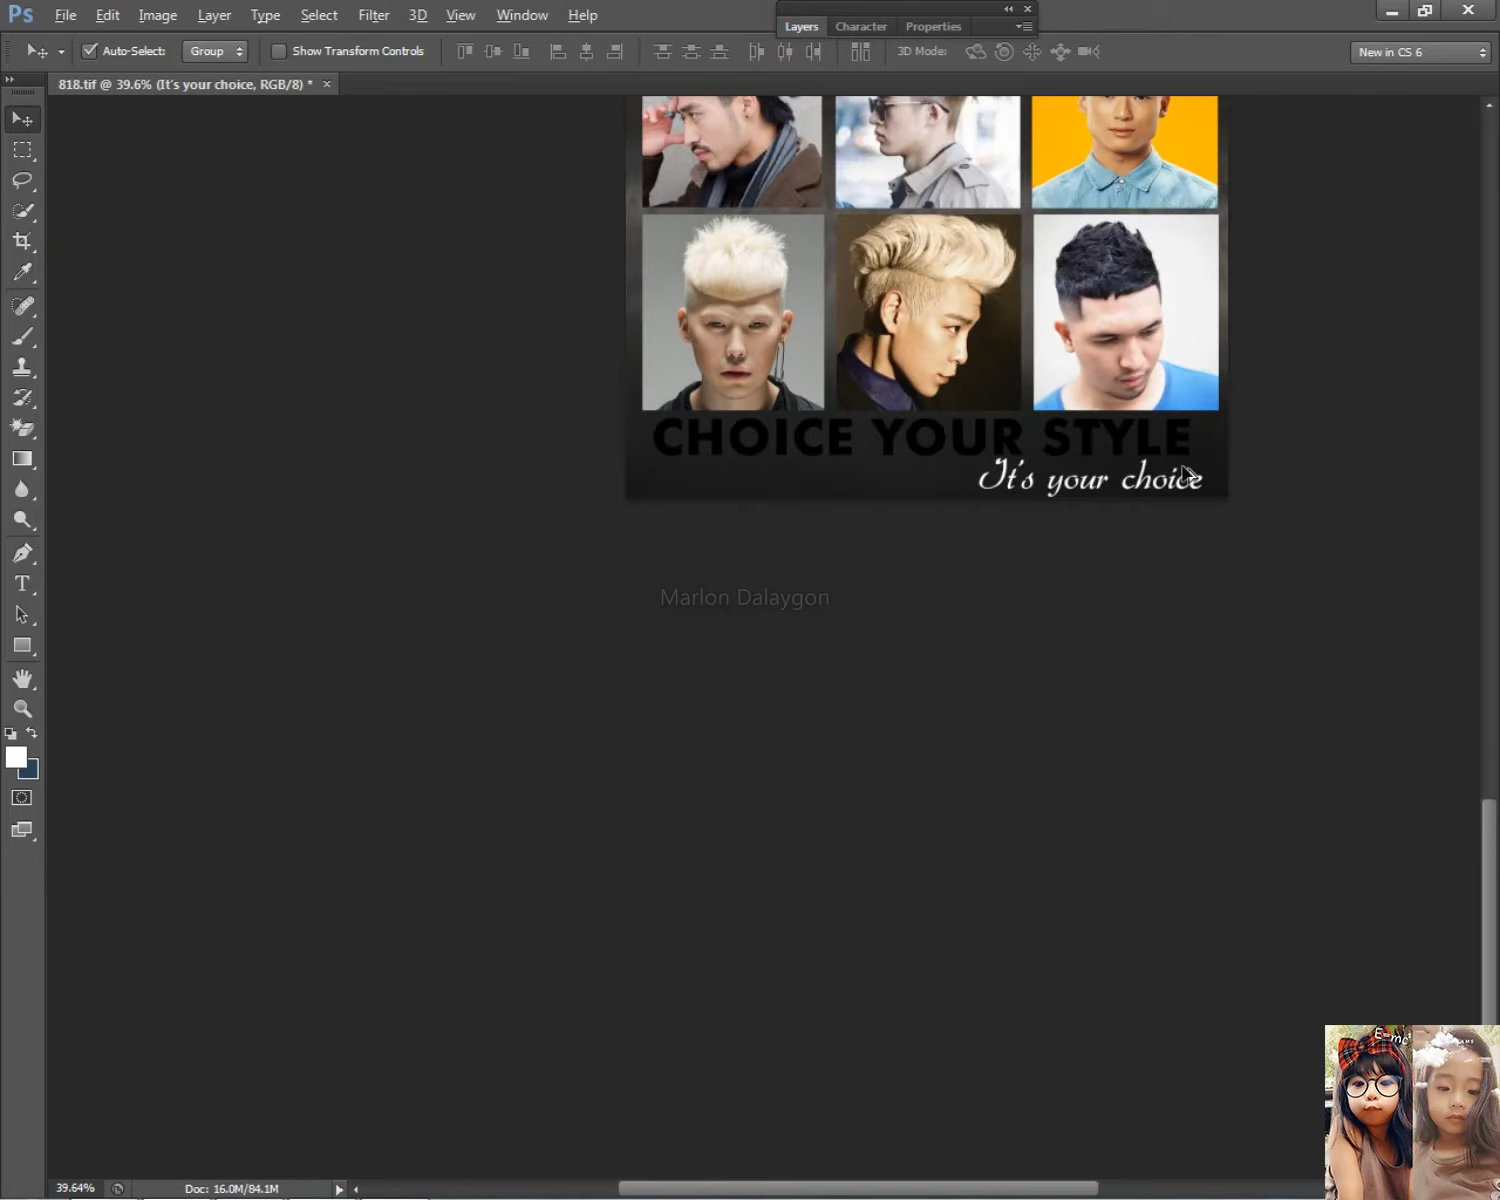 Ps File Edit Image Layer Type Select Filter 3D View Window Help
Layers Character Properties
Auto-Select: Group Show Transform Controls 3D Mode: New in CS 6
818.tif @ 39.6% (It's your choice, RGB/8) * ×
CHOICE YOUR STYLE
It's your choice
Marlon Dalaygon
T
E=mc
39.64% Doc: 16.0M/84.1M